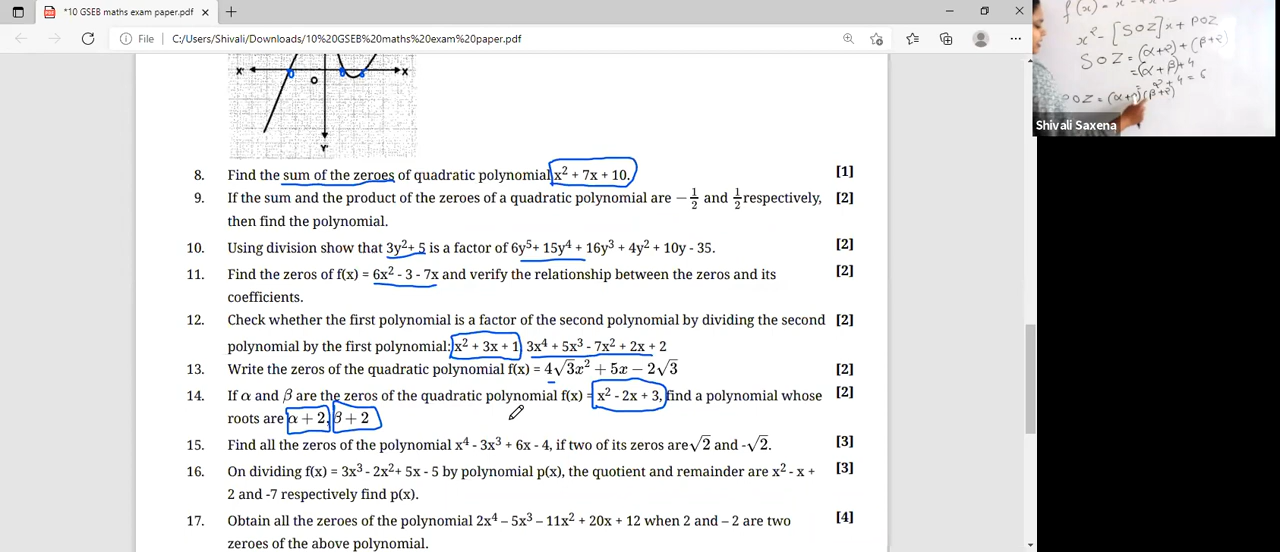 *10 GSEB maths exam paper.pdf
File | C:/Users/Shivali/Downloads/10%20GSEB%20maths%20exam%20paper.pdf
X' O X
Y'
8. Find the sum of the zeroes of quadratic polynomial x² + 7x + 10. [1]
9. If the sum and the product of the zeroes of a quadratic polynomial are −1/2 and 1/2 respectively, [2]
then find the polynomial.
10. Using division show that 3y²+ 5 is a factor of 6y⁵+ 15y⁴ + 16y³ + 4y² + 10y - 35. [2]
11. Find the zeros of f(x) = 6x² - 3 - 7x and verify the relationship between the zeros and its [2]
coefficients.
12. Check whether the first polynomial is a factor of the second polynomial by dividing the second [2]
polynomial by the first polynomial: x² + 3x + 1, 3x⁴ + 5x³ - 7x² + 2x + 2
13. Write the zeros of the quadratic polynomial f(x) = 4√3x² + 5x − 2√3 [2]
14. If α and β are the zeros of the quadratic polynomial f(x) = x² - 2x + 3, find a polynomial whose [2]
roots are α + 2, β + 2
15. Find all the zeros of the polynomial x⁴ - 3x³ + 6x - 4, if two of its zeros are √2 and -√2. [3]
16. On dividing f(x) = 3x³ - 2x²+ 5x - 5 by polynomial p(x), the quotient and remainder are x² - x + [3]
2 and -7 respectively find p(x).
17. Obtain all the zeroes of the polynomial 2x⁴ – 5x³ – 11x² + 20x + 12 when 2 and – 2 are two [4]
zeroes of the above polynomial.
x² - [SOZ]x + POZ
SOZ = (α+2) + (β+2)
= (α+β)+4
Shivali Saxena